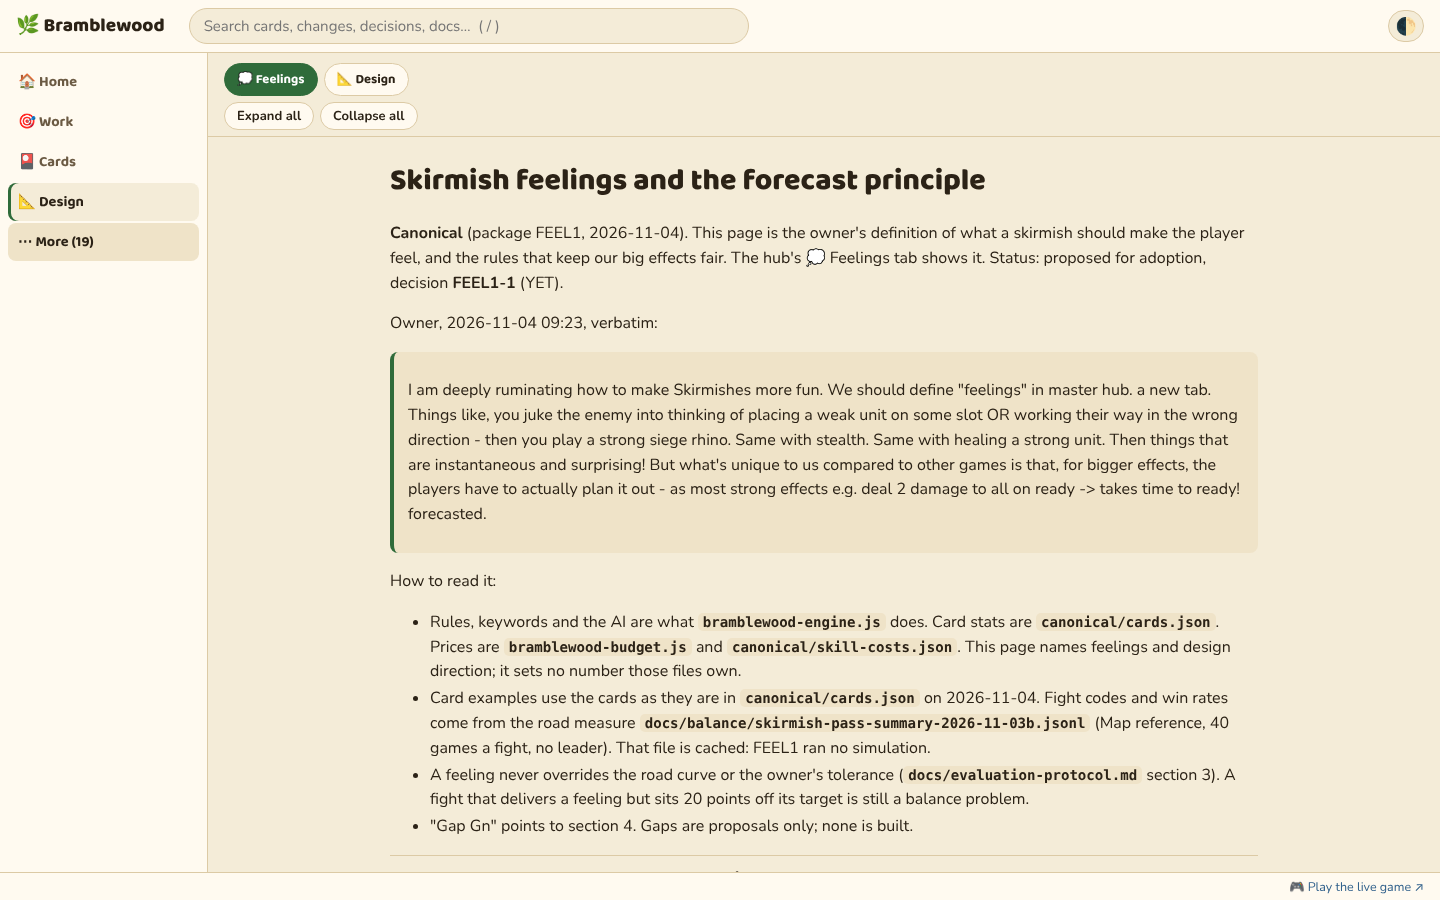 Bramblewood
Search cards, changes, decisions, docs... ( / )
Home
Work
Cards
Design
··· More (19)
Feelings
Design
Expand all
Collapse all
Skirmish feelings and the forecast principle
Canonical (package FEEL1, 2026-11-04). This page is the owner's definition of what a skirmish should make the player
feel, and the rules that keep our big effects fair. The hub's 💭 Feelings tab shows it. Status: proposed for adoption,
decision FEEL1-1 (YET).
Owner, 2026-11-04 09:23, verbatim:
I am deeply ruminating how to make Skirmishes more fun. We should define "feelings" in master hub. a new tab.
Things like, you juke the enemy into thinking of placing a weak unit on some slot OR working their way in the wrong
direction - then you play a strong siege rhino. Same with stealth. Same with healing a strong unit. Then things that
are instantaneous and surprising! But what's unique to us compared to other games is that, for bigger effects, the
players have to actually plan it out - as most strong effects e.g. deal 2 damage to all on ready -> takes time to ready!
forecasted.
How to read it:
• Rules, keywords and the AI are what bramblewood-engine.js does. Card stats are canonical/cards.json .
Prices are bramblewood-budget.js and canonical/skill-costs.json . This page names feelings and design
direction; it sets no number those files own.
• Card examples use the cards as they are in canonical/cards.json on 2026-11-04. Fight codes and win rates
come from the road measure docs/balance/skirmish-pass-summary-2026-11-03b.jsonl (Map reference, 40
games a fight, no leader). That file is cached: FEEL1 ran no simulation.
• A feeling never overrides the road curve or the owner's tolerance ( docs/evaluation-protocol.md section 3). A
fight that delivers a feeling but sits 20 points off its target is still a balance problem.
• "Gap Gn" points to section 4. Gaps are proposals only; none is built.
Play the live game ↗